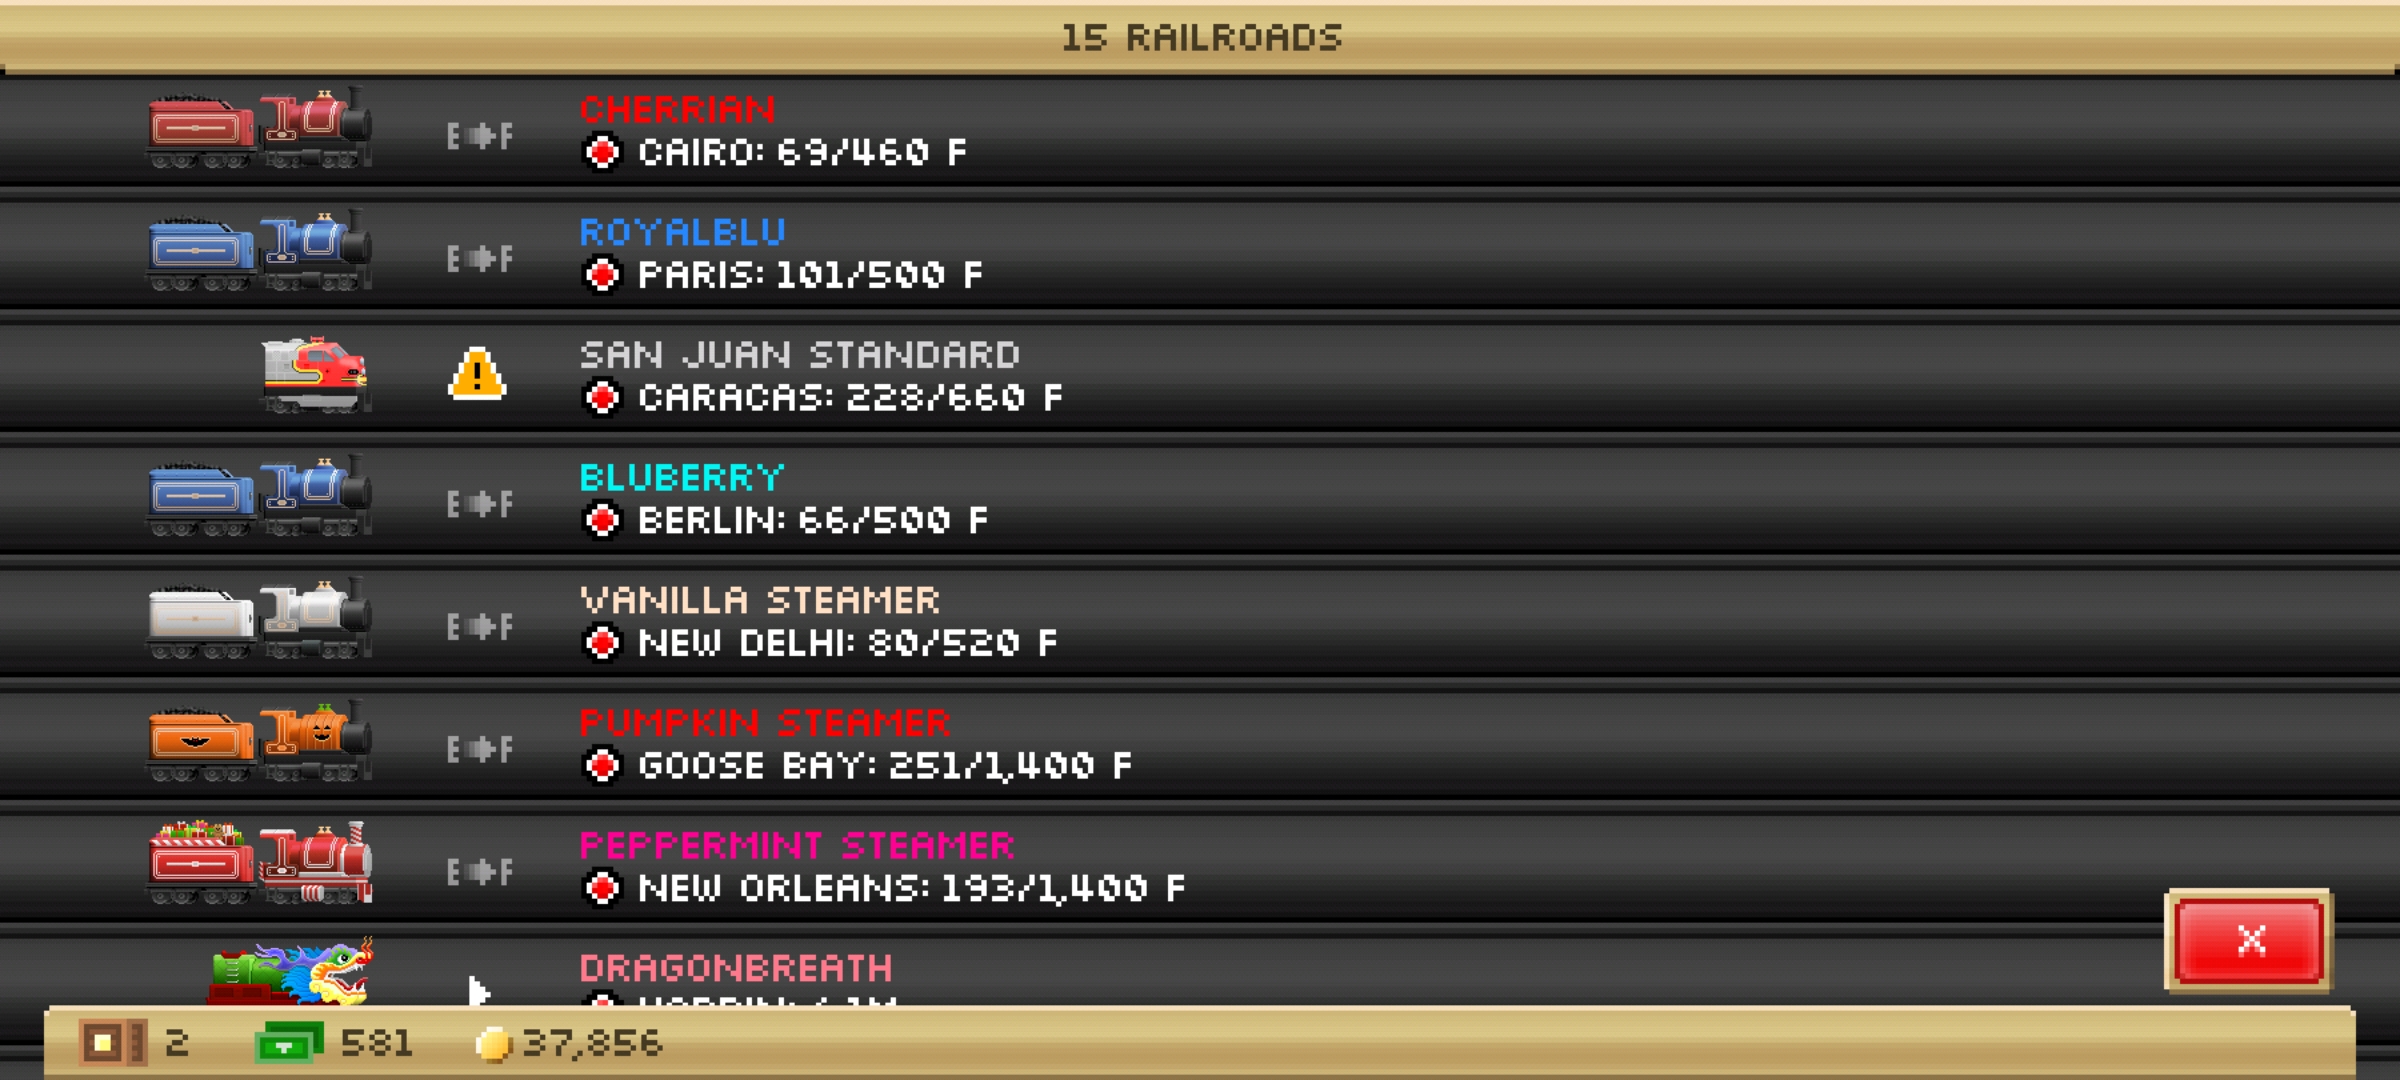 15 RAILROADS
CHERRIAN
E F
CAIRO: 69/460 F
ROYALBLU
E F
PARIS: 101/500 F
SAN JUAN STANDARD
CARACAS: 228/660 F
BLUBERRY
E F
BERLIN: 66/500 F
VANILLA STEAMER
E F
NEW DELHI: 80/520 F
PUMPKIN STEAMER
E F
GOOSE BAY: 251/1,400 F
PEPPERMINT STEAMER
E F
NEW ORLEANS: 193/1,400 F
X
DRAGONBREATH
2 581 37,856